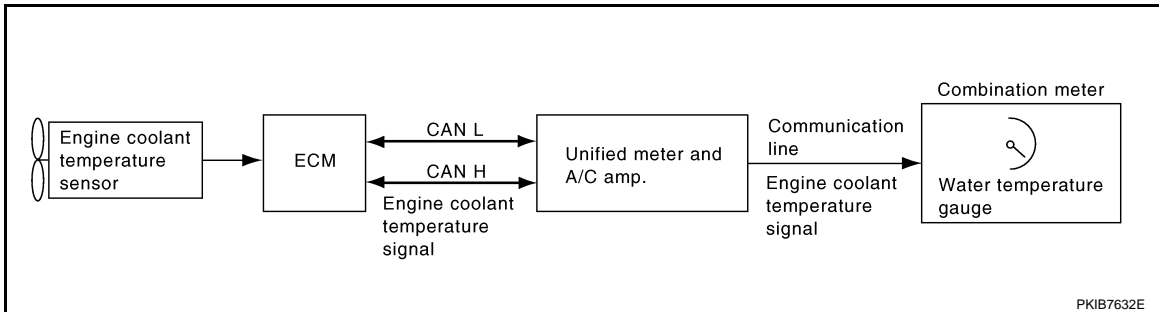 Engine coolant
temperature
sensor
ECM
CAN L
CAN H
Engine coolant
temperature
signal
Unified meter and
A/C amp.
Communication
line
Engine coolant
temperature
signal
Combination meter
Water temperature
gauge
PKIB7632E